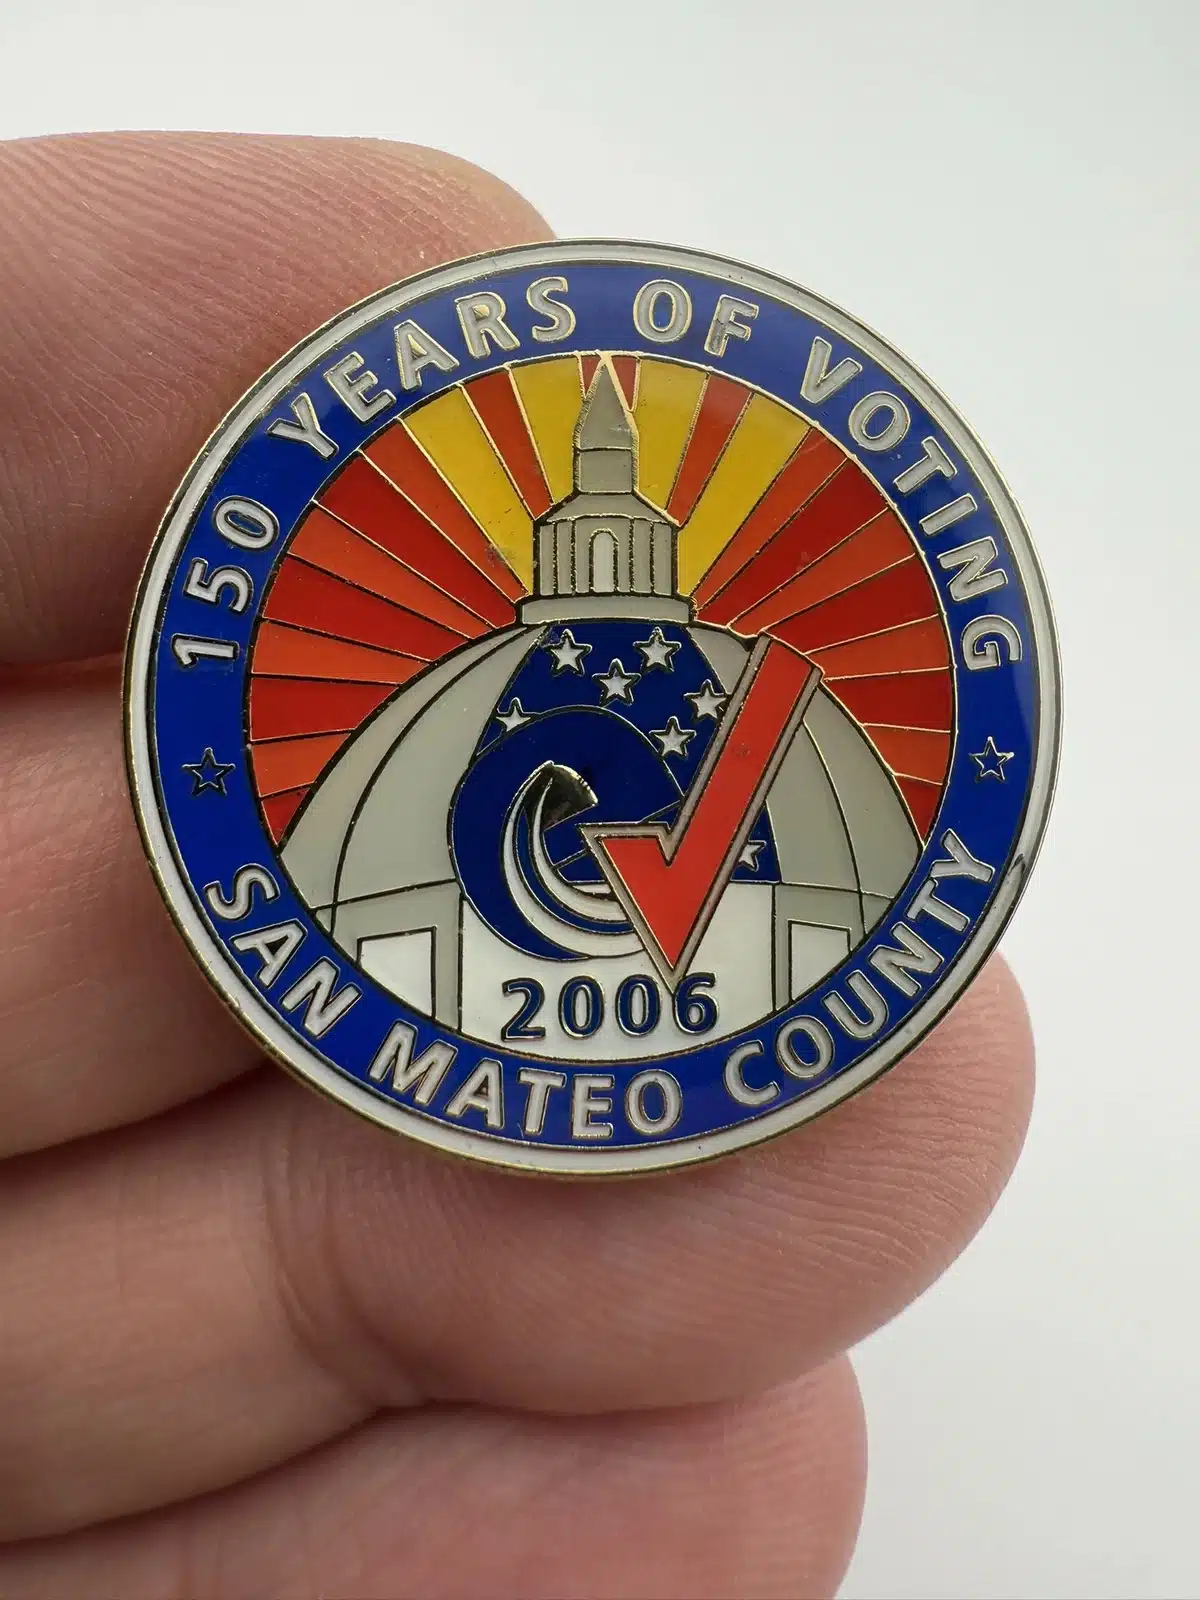 150 YEARS OF VOTING
2006
SAN MATEO COUNTY